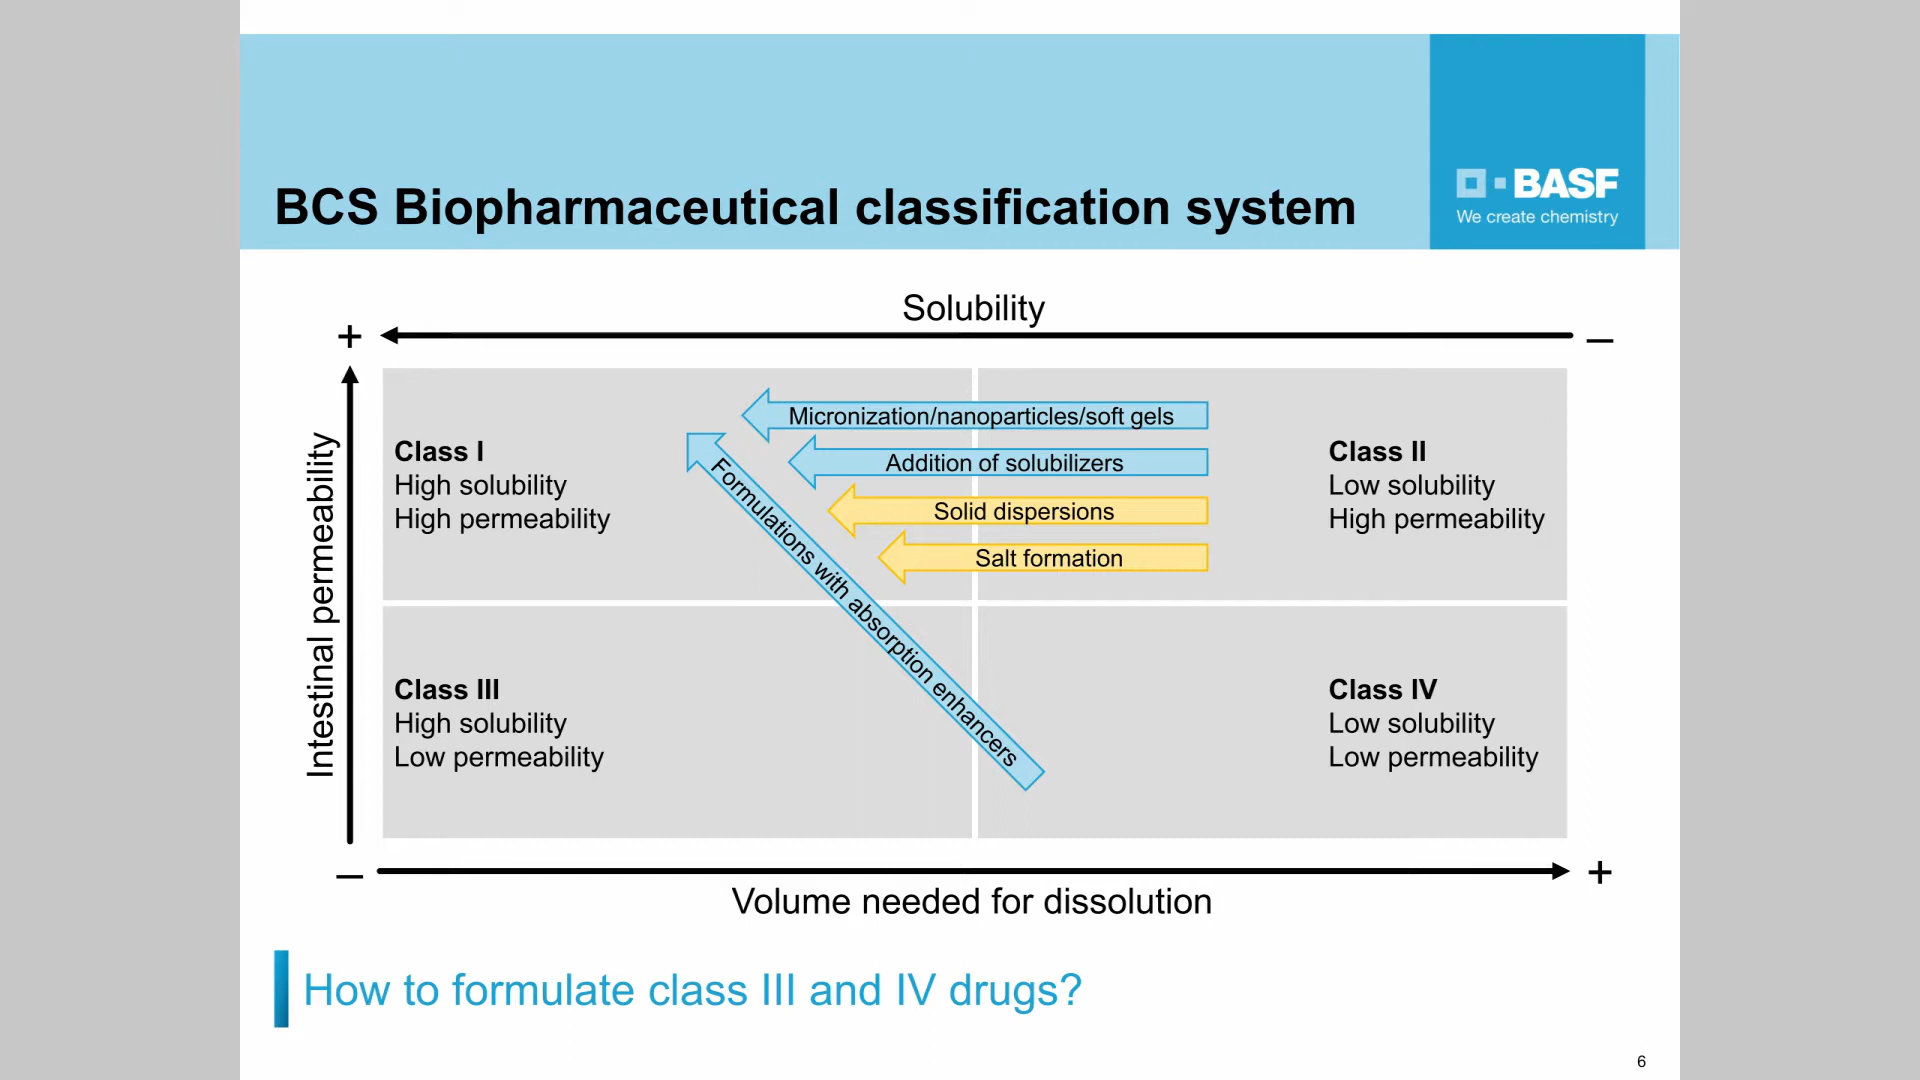 BCS Biopharmaceutical classification system
BASF
We create chemistry
Solubility
+
–
Intestinal permeability
Class I
High solubility
High permeability
Micronization/nanoparticles/soft gels
Addition of solubilizers
Solid dispersions
Salt formation
Formulations with absorption enhancers
Class II
Low solubility
High permeability
Class III
High solubility
Low permeability
Class IV
Low solubility
Low permeability
–
+
Volume needed for dissolution
How to formulate class III and IV drugs?
6